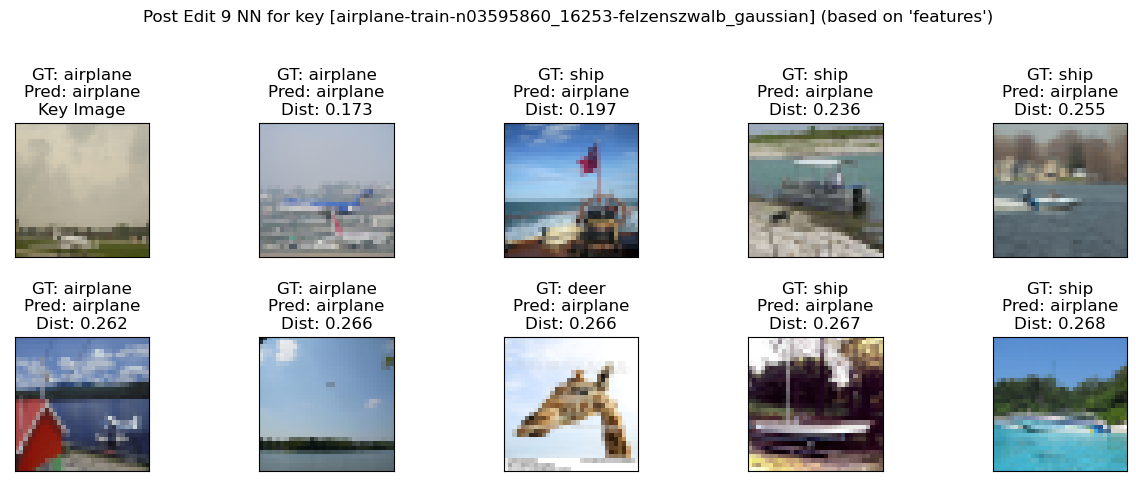 Post Edit 9 NN for key [airplane-train-n03595860_16253-felzenszwalb_gaussian] (based on 'features')
GT: airplane
Pred: airplane
Key Image
GT: airplane
Pred: airplane
Dist: 0.173
GT: ship
Pred: airplane
Dist: 0.197
GT: ship
Pred: airplane
Dist: 0.236
GT: ship
Pred: airplane
Dist: 0.255
GT: airplane
Pred: airplane
Dist: 0.262
GT: airplane
Pred: airplane
Dist: 0.266
GT: deer
Pred: airplane
Dist: 0.266
GT: ship
Pred: airplane
Dist: 0.267
GT: ship
Pred: airplane
Dist: 0.268